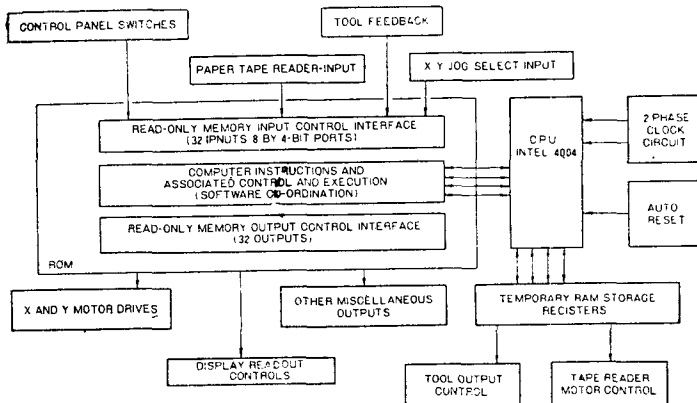 CONTROL PANEL SWITCHES
TOOL FEEDBACK
PAPER TAPE READER-INPUT
X Y JOG SELECT INPUT
READ-ONLY MEMORY INPUT CONTROL INTERFACE
(32 IPNUTS 8 BY 4-BIT PORTS)
COMPUTER INSTRUCTIONS AND
ASSOCIATED CONTROL AND EXECUTION
(SOFTWARE CO-ORDINATION)
READ-ONLY MEMORY OUTPUT CONTROL INTERFACE
(32 OUTPUTS)
ROM
CPU
INTEL 4004
2 PHASE
CLOCK
CIRCUIT
AUTO
RESET
X AND Y MOTOR DRIVES
OTHER MISCELLANEOUS
OUTPUTS
TEMPORARY RAM STORAGE
REGISTERS
DISPLAY READOUT
CONTROLS
TOOL OUTPUT
CONTROL
TAPE READER
MOTOR CONTROL